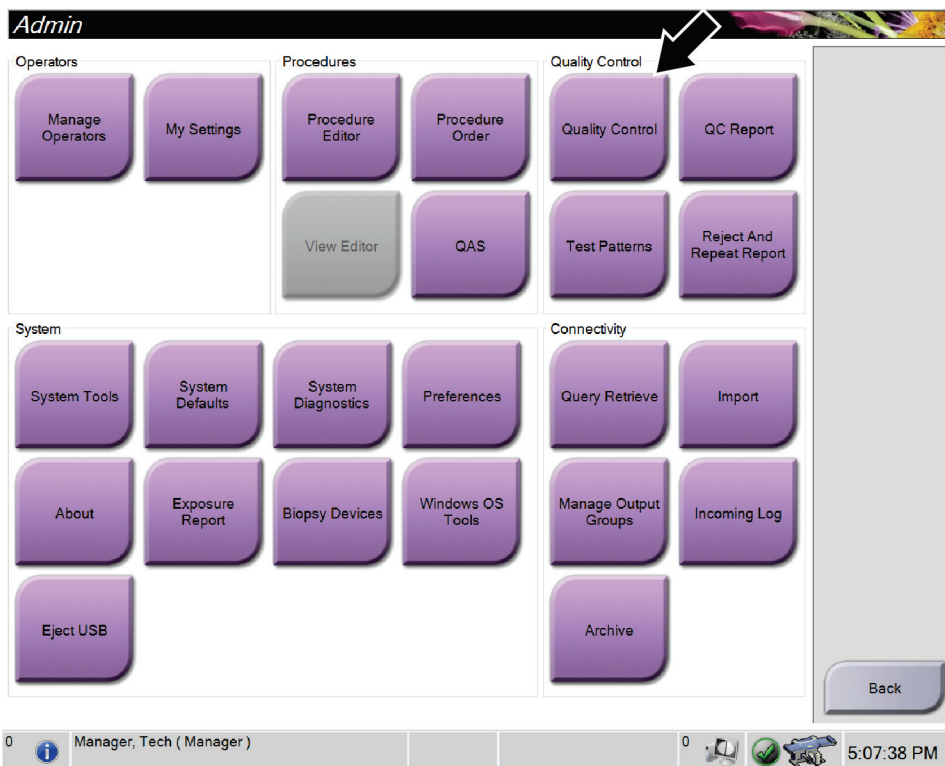 Admin
Operators
Procedures
Quality Control
Manage
Operators
My Settings
Procedure
Editor
Procedure
Order
Quality Control
QC Report
View Editor
QAS
Test Patterns
Reject And
Repeat Report
System
Connectivity
System Tools
System
Defaults
System
Diagnostics
Preferences
Query Retrieve
Import
About
Exposure
Report
Biopsy Devices
Windows OS
Tools
Manage Output
Groups
Incoming Log
Eject USB
Archive
Back
0
Manager, Tech ( Manager )
0
5:07:38 PM